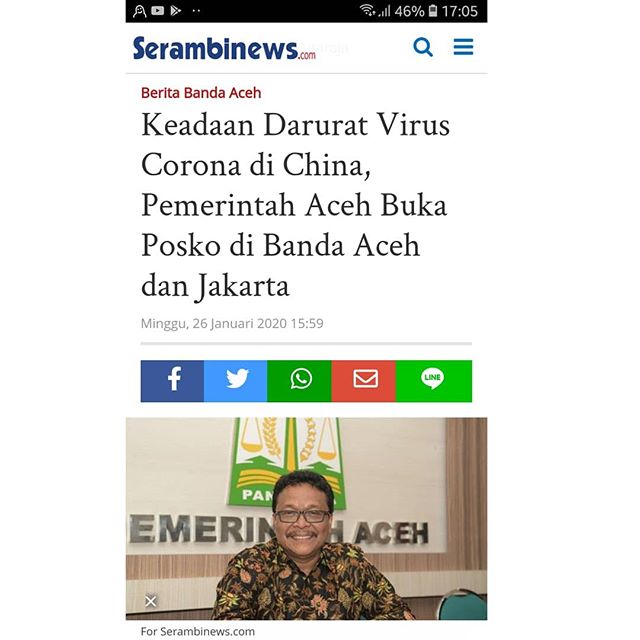 46% 17:05
Serambinews.com
Berita Banda Aceh
Keadaan Darurat Virus
Corona di China,
Pemerintah Aceh Buka
Posko di Banda Aceh
dan Jakarta
Minggu, 26 Januari 2020 15:59
LINE
PAN
EMERINTAH ACEH
For Serambinews.com